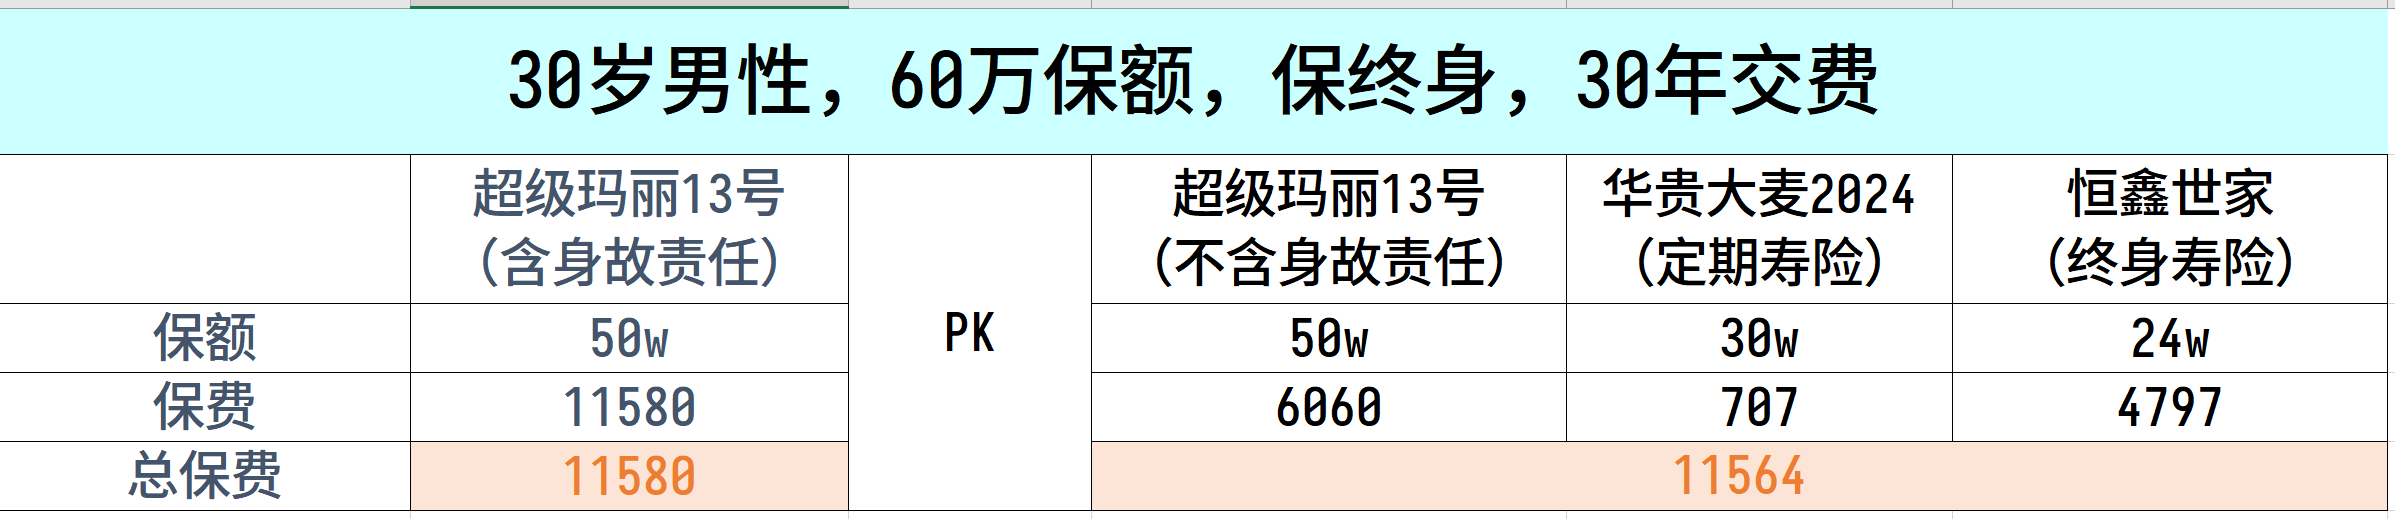 30岁男性，60万保额，保终身，30年交费
超级玛丽13号
（含身故责任）
PK
超级玛丽13号
（不含身故责任）
华贵大麦2024
（定期寿险）
恒鑫世家
（终身寿险）
保额
50w
50w
30w
24w
保费
11580
6060
707
4797
总保费
11580
11564